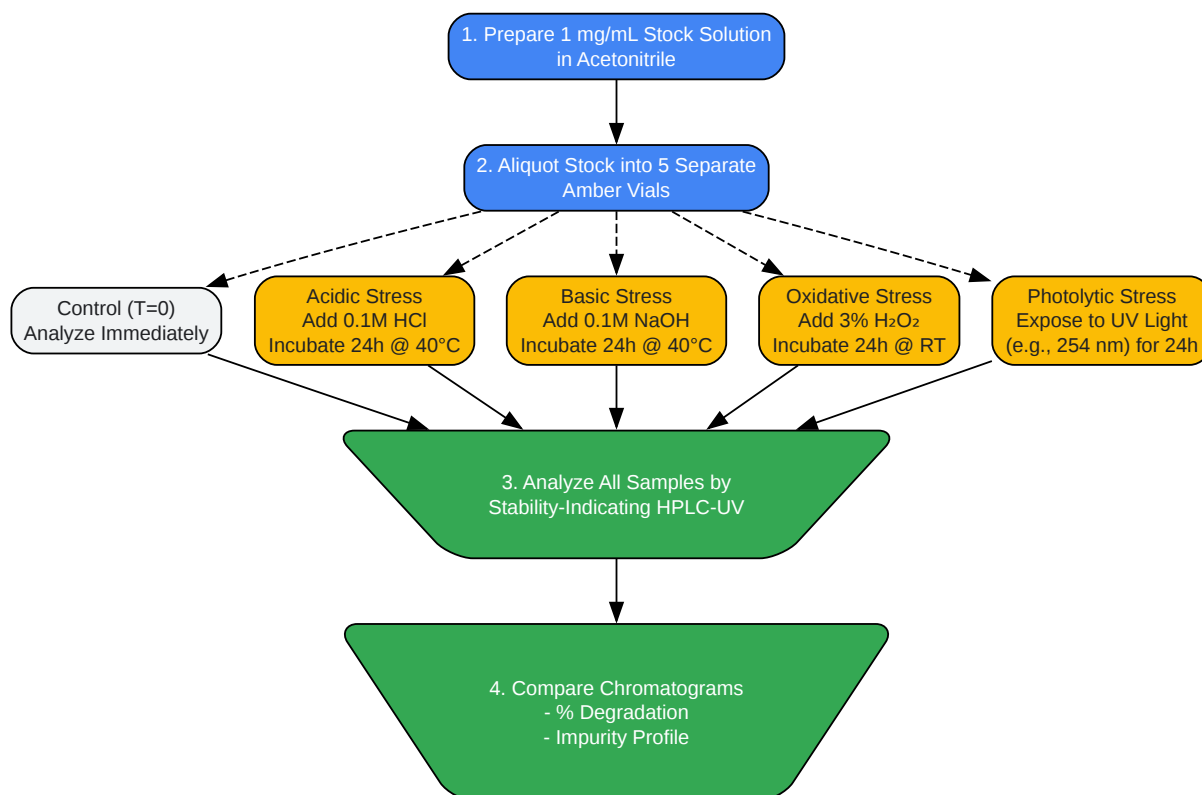 1. Prepare 1 mg/mL Stock Solution
in Acetonitrile
2. Aliquot Stock into 5 Separate
Amber Vials
Control (T=0)
Analyze Immediately
Acidic Stress
Add 0.1M HCl
Incubate 24h @ 40°C
Basic Stress
Add 0.1M NaOH
Incubate 24h @ 40°C
Oxidative Stress
Add 3% H₂O₂
Incubate 24h @ RT
Photolytic Stress
Expose to UV Light
(e.g., 254 nm) for 24h
3. Analyze All Samples by
Stability-Indicating HPLC-UV
4. Compare Chromatograms
- % Degradation
- Impurity Profile